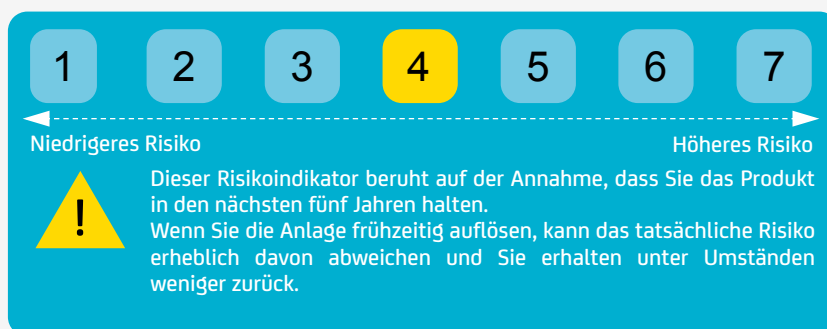 1 2 3 4 5 6 7
Niedrigeres Risiko Höheres Risiko
!
Dieser Risikoindikator beruht auf der Annahme, dass Sie das Produkt
in den nächsten fünf Jahren halten.
Wenn Sie die Anlage frühzeitig auflösen, kann das tatsächliche Risiko
erheblich davon abweichen und Sie erhalten unter Umständen
weniger zurück.